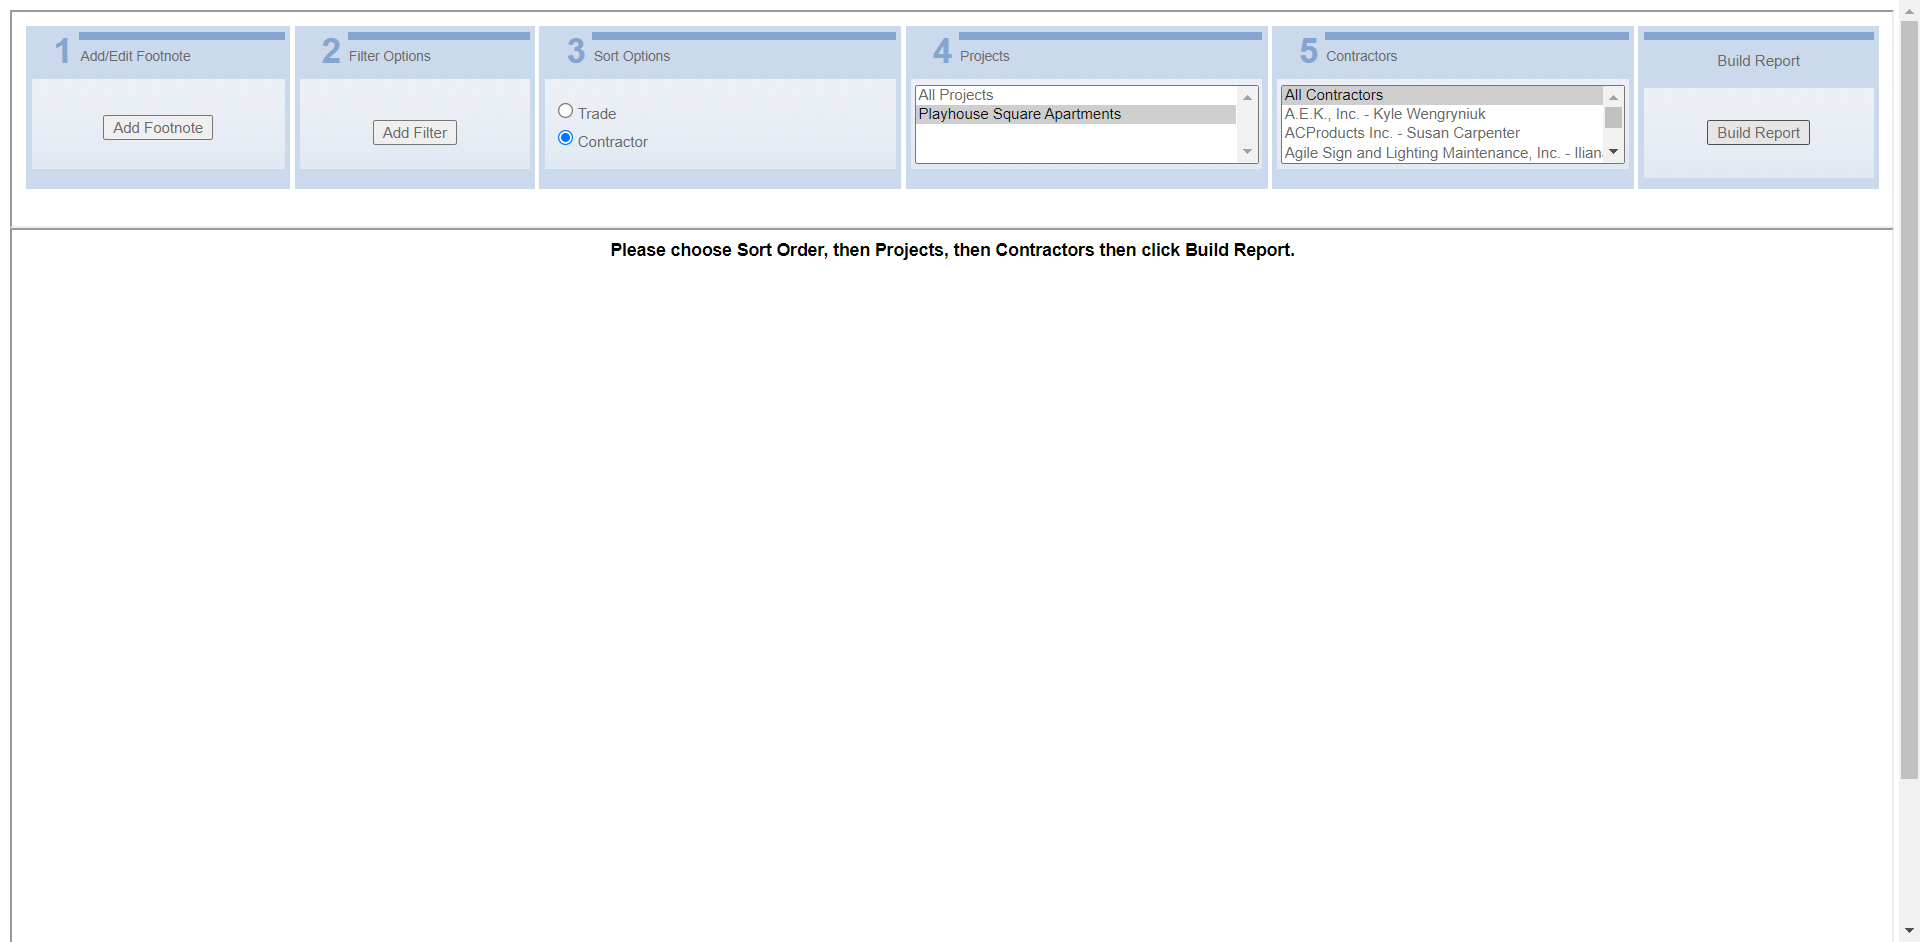 1 Add/Edit Footnote
Add Footnote
2 Filter Options
Add Filter
3 Sort Options
Trade
Contractor
4 Projects
All Projects
Playhouse Square Apartments
5 Contractors
All Contractors
A.E.K., Inc. - Kyle Wengryniuk
ACProducts Inc. - Susan Carpenter
Agile Sign and Lighting Maintenance, Inc. - Ilian
Build Report
Build Report
Please choose Sort Order, then Projects, then Contractors then click Build Report.